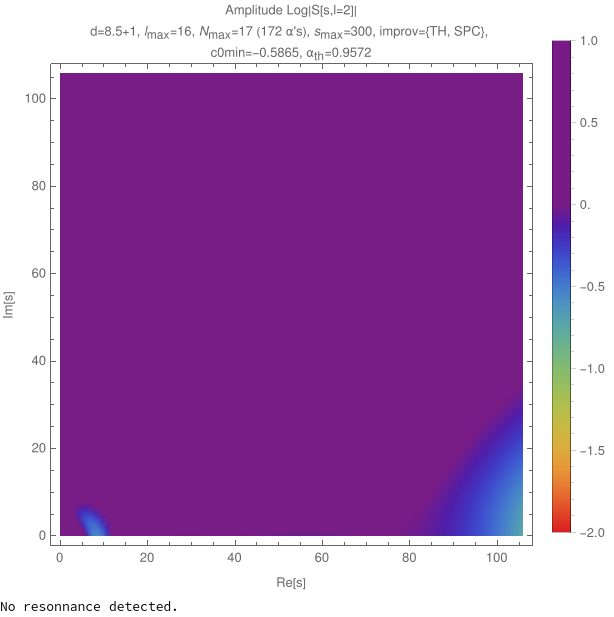 Amplitude Log|S[s,l=2]|
d=8.5+1, lmax=16, Nmax=17 (172 α's), smax=300, improv={TH, SPC},
c0min=-0.5865, αth=0.9572
1.0
0.5
0.
-0.5
-1.0
-1.5
-2.0
100
80
60
40
20
0
Im[s]
0 20 40 60 80 100
Re[s]
No resonnance detected.